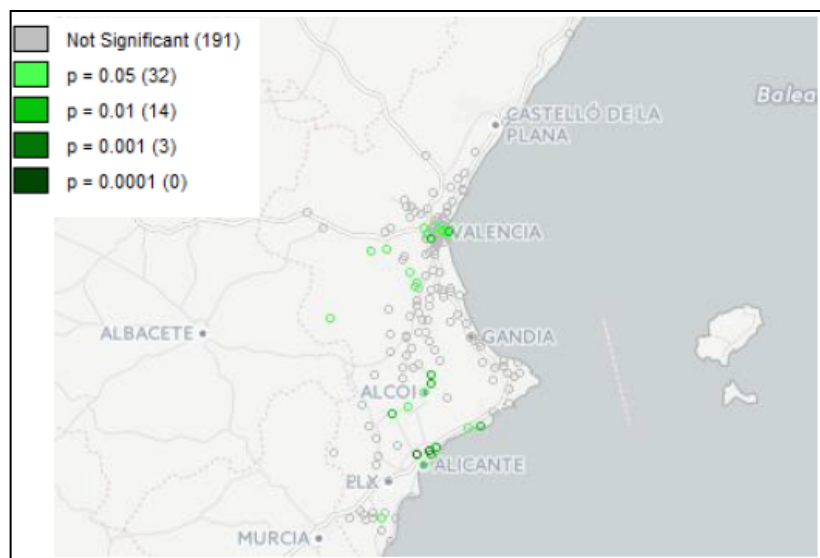 Not Significant (191)
p = 0.05 (32)
p = 0.01 (14)
p = 0.001 (3)
p = 0.0001 (0)
CASTELLÓ DE LA
PLANA
Balea
VALENCIA
ALBACETE
GANDIA
ALCOI
ALICANTE
ELX
MURCIA